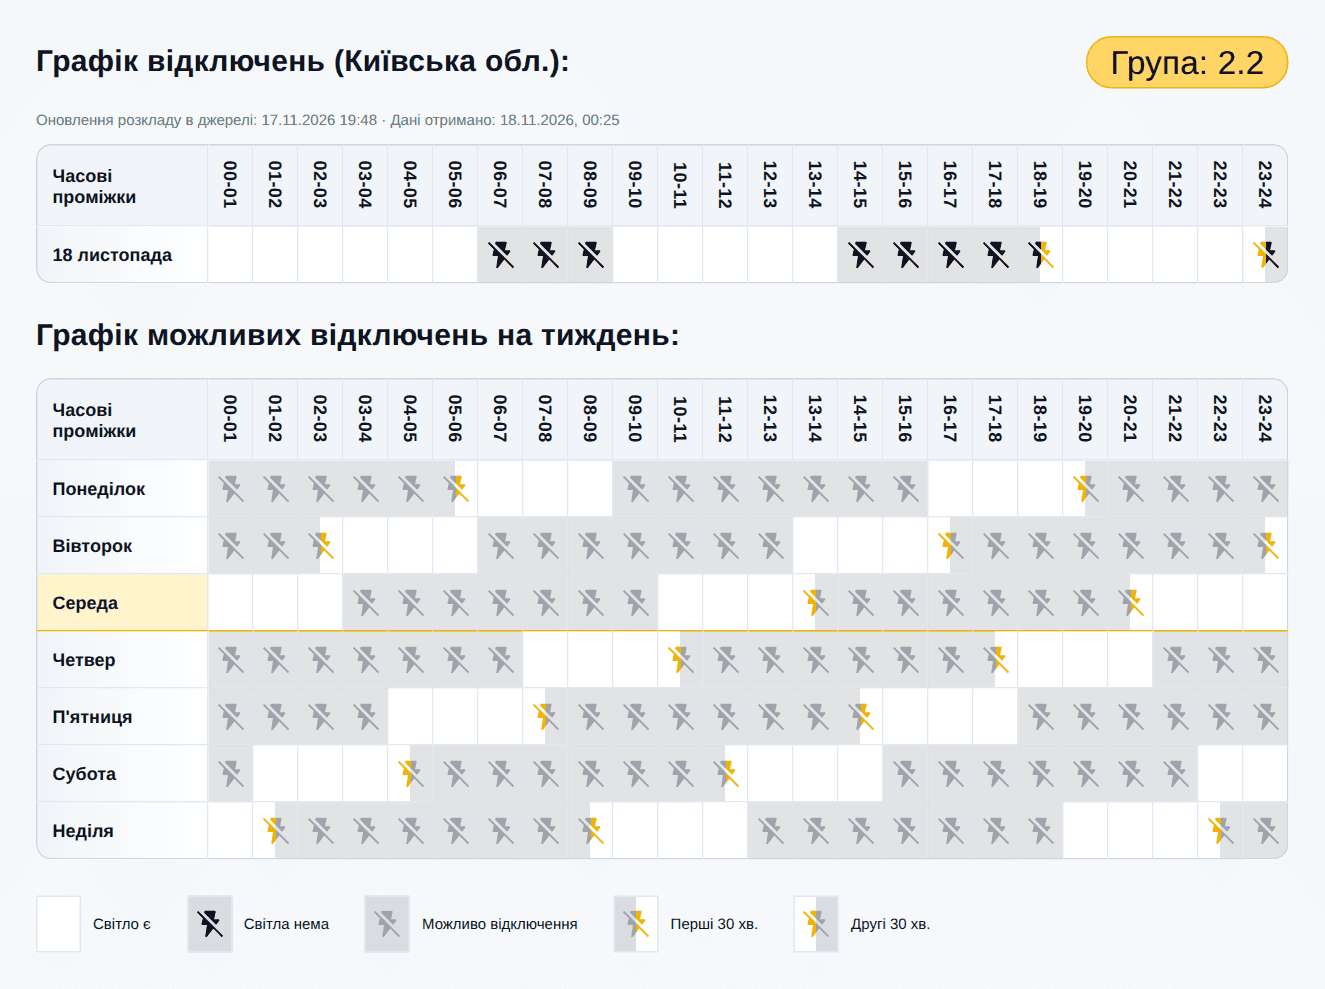 Графік відключень (Київська обл.):
Група: 2.2
Оновлення розкладу в джерелі: 17.11.2026 19:48 · Дані отримано: 18.11.2026, 00:25
Часові проміжки 00-01 01-02 02-03 03-04 04-05 05-06 06-07 07-08 08-09 09-10 10-11 11-12 12-13 13-14 14-15 15-16 16-17 17-18 18-19 19-20 20-21 21-22 22-23 23-24
18 листопада
Графік можливих відключень на тиждень:
Часові проміжки 00-01 01-02 02-03 03-04 04-05 05-06 06-07 07-08 08-09 09-10 10-11 11-12 12-13 13-14 14-15 15-16 16-17 17-18 18-19 19-20 20-21 21-22 22-23 23-24
Понеділок
Вівторок
Середа
Четвер
П'ятниця
Субота
Неділя
Світло є Світла нема Можливо відключення Перші 30 хв. Другі 30 хв.